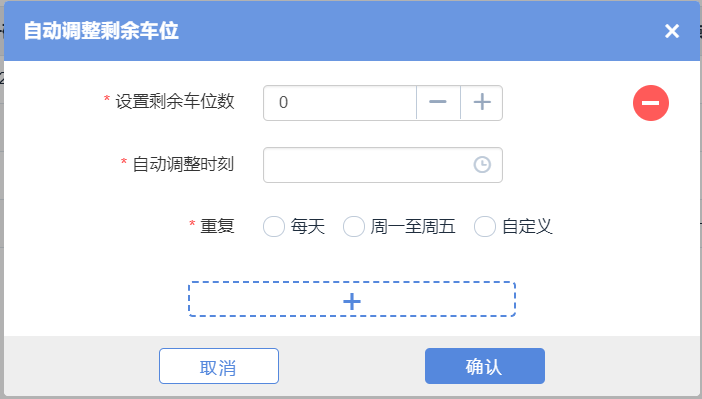 自动调整剩余车位
* 设置剩余车位数 0
* 自动调整时刻
* 重复 每天 周一至周五 自定义
取消 确认